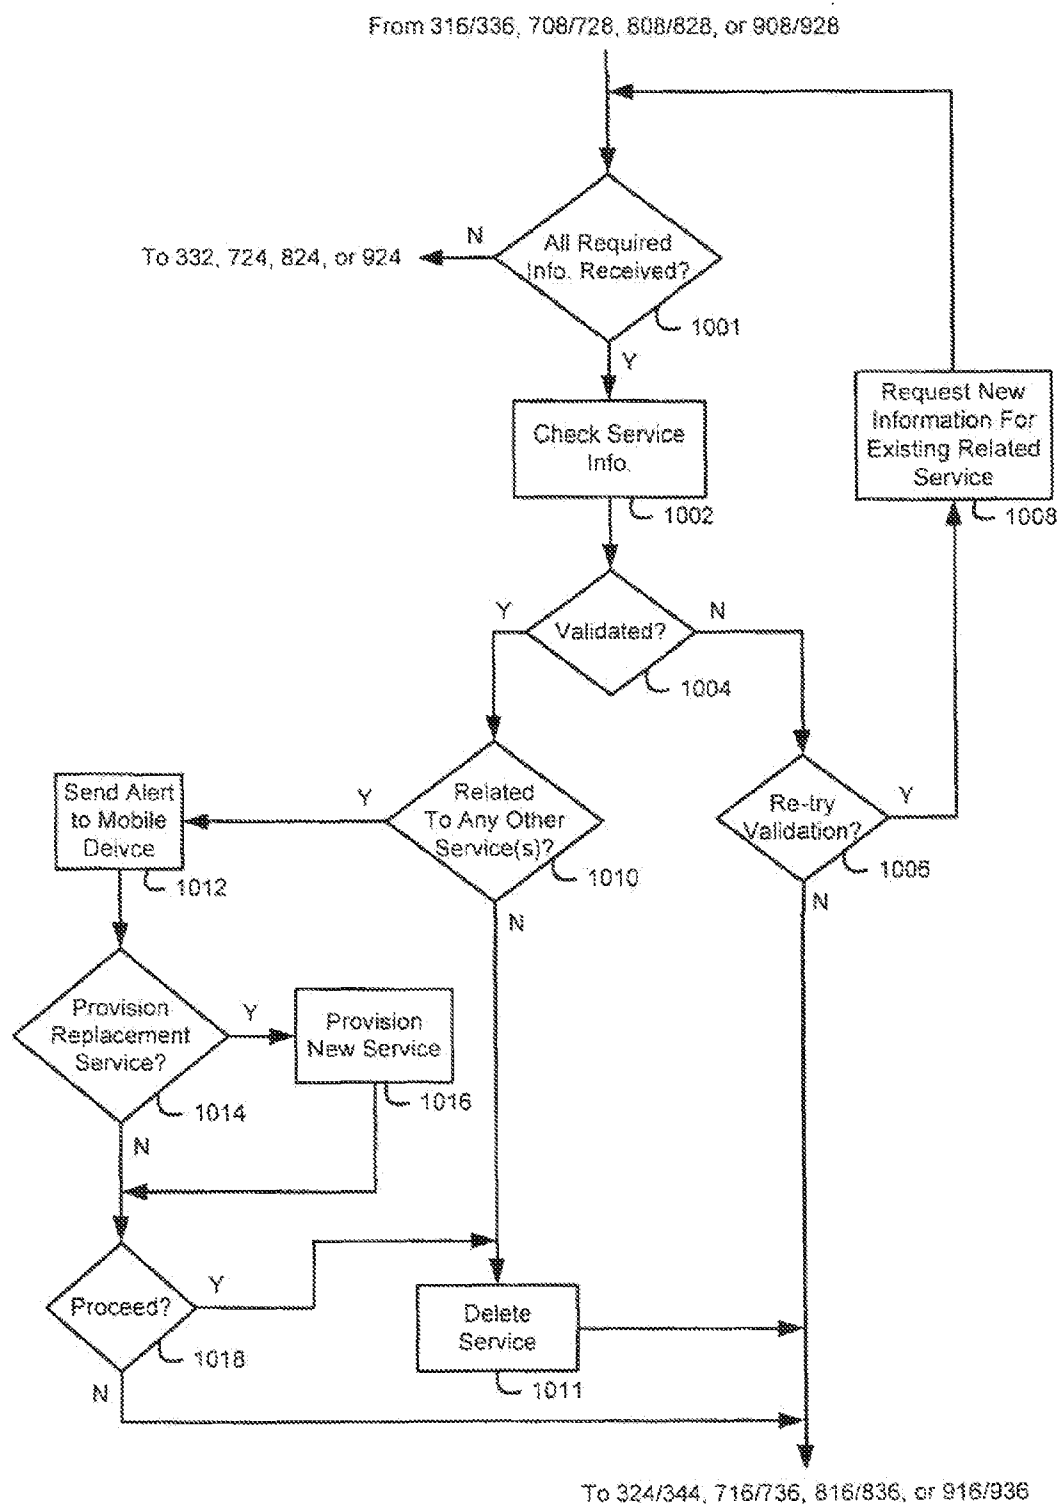 From 316/336, 708/728, 808/828, or 908/928
All Required
Info. Received?
N
To 332, 724, 824, or 924
1001
Y
Request New
Information For
Existing Related
Service
1008
Check Service
Info.
1002
Validated?
Y
N
1004
Send Alert
to Mobile
Deivce
1012
Y
Related
To Any Other
Service(s)?
1010
N
Re-try
Validation?
Y
1006
N
Provision
Replacement
Service?
Y
1014
N
Provision
New Service
1016
Proceed?
Y
1018
N
Delete
Service
1011
To 324/344, 716/736, 816/836, or 916/936